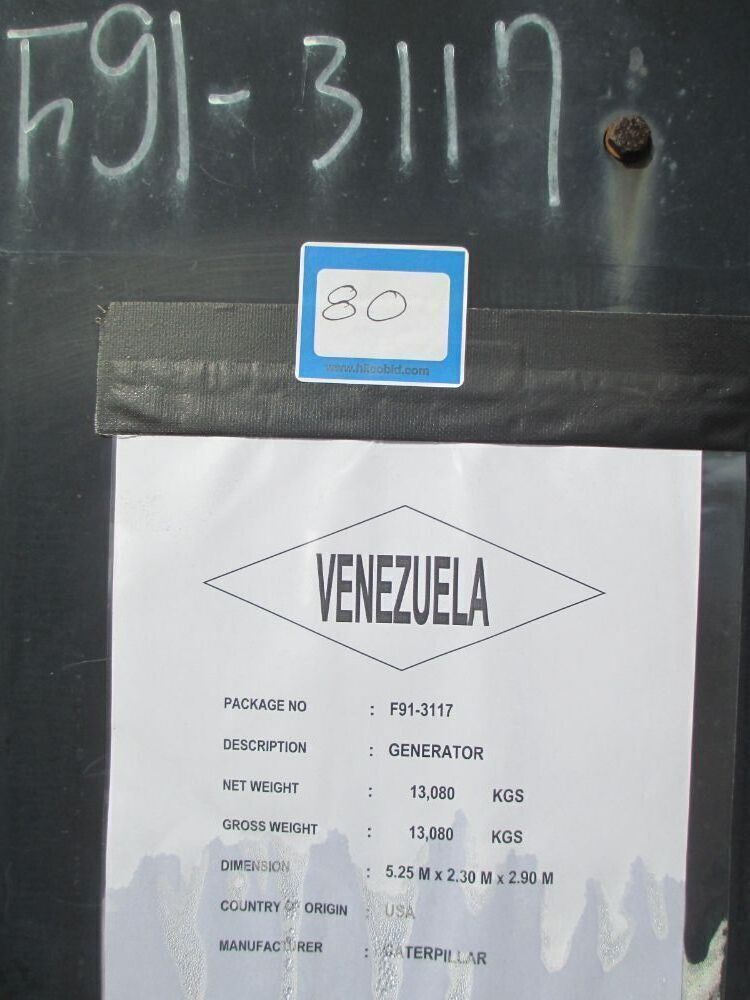 F91-3117
80
www.hilcobid.com
VENEZUELA
PACKAGE NO : F91-3117
DESCRIPTION : GENERATOR
NET WEIGHT : 13,080 KGS
GROSS WEIGHT : 13,080 KGS
DIMENSION : 5.25 M x 2.30 M x 2.90 M
COUNTRY OF ORIGIN : USA
MANUFACTURER : CATERPILLAR